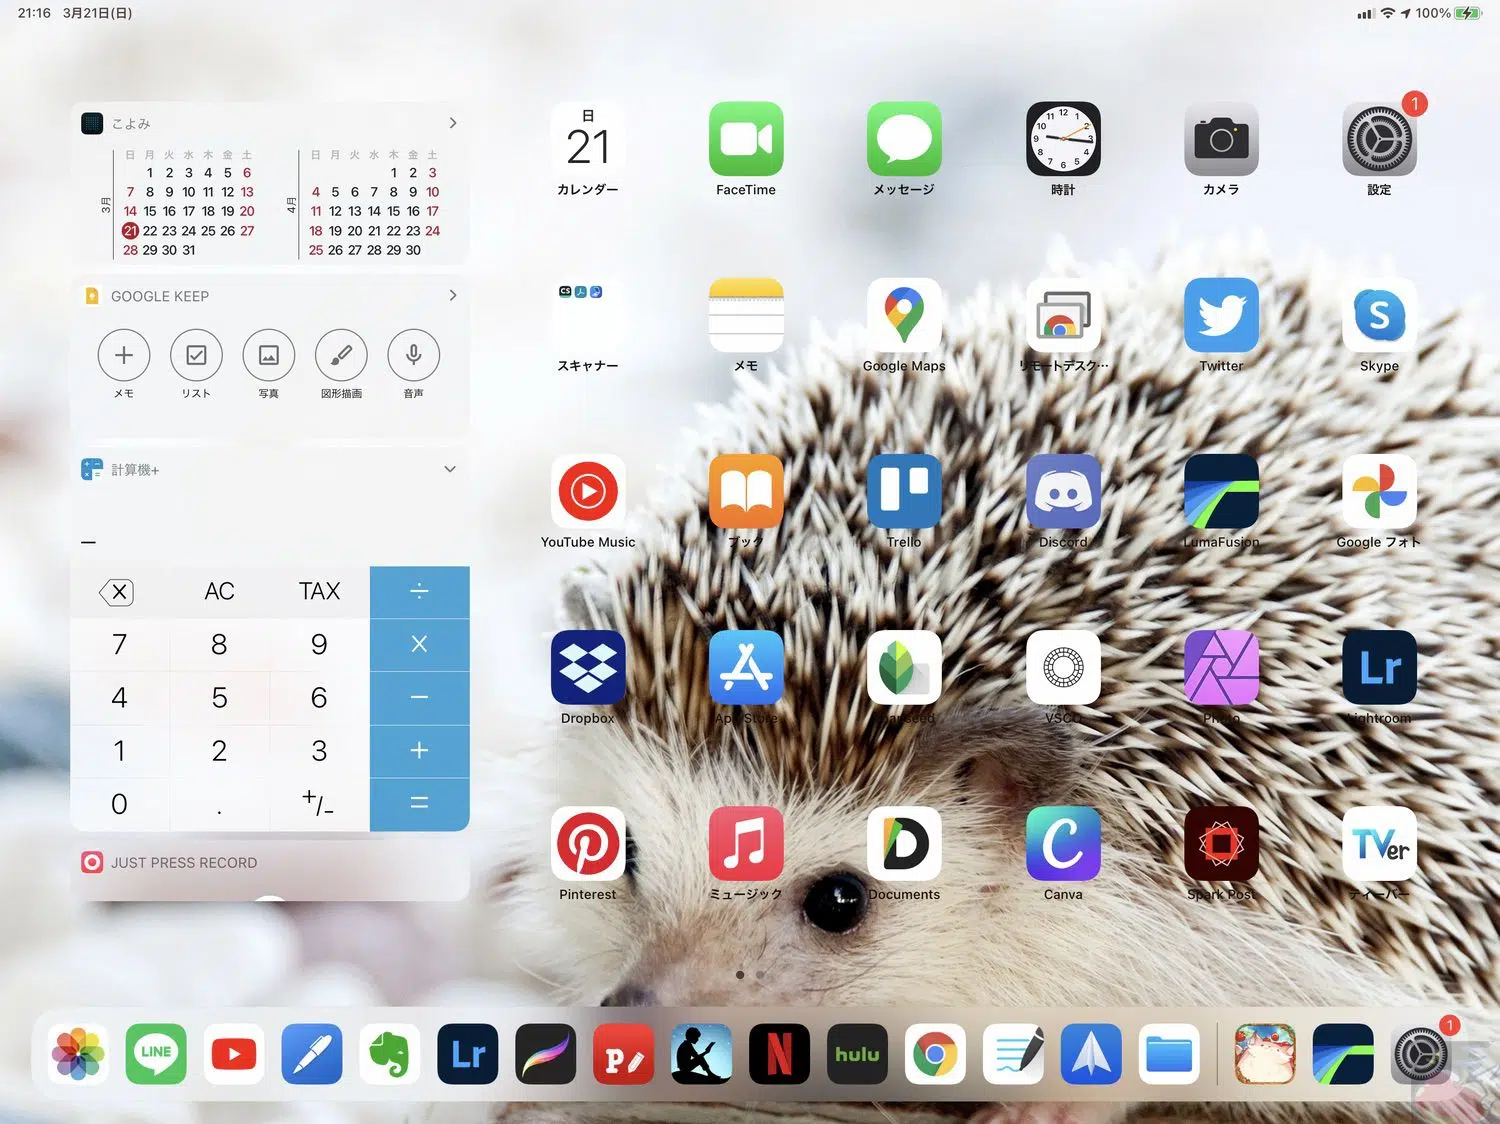 21:16 3月21日(日)
100%
こよみ
3月
日 月 火 水 木 金 土
1 2 3 4 5 6
7 8 9 10 11 12 13
14 15 16 17 18 19 20
21 22 23 24 25 26 27
28 29 30 31
4月
日 月 火 水 木 金 土
1 2 3
4 5 6 7 8 9 10
11 12 13 14 15 16 17
18 19 20 21 22 23 24
25 26 27 28 29 30
GOOGLE KEEP
メモ リスト 写真 図形描画 音声
計算機+
AC TAX ÷
7 8 9 ×
4 5 6 −
1 2 3 +
0 . +/- =
JUST PRESS RECORD
日
21
1
カレンダー FaceTime メッセージ 時計 カメラ 設定
CS
S
スキャナー メモ Google Maps リモートデスク… Twitter Skype
YouTube Music ブック Trello Discord LumaFusion Google フォト
Lr
Dropbox App Store Snapseed VSCO Photo Lightroom
TVer
Pinterest ミュージック Documents Canva Spark Post ティーバー
LINE
Lr
N
hulu
1